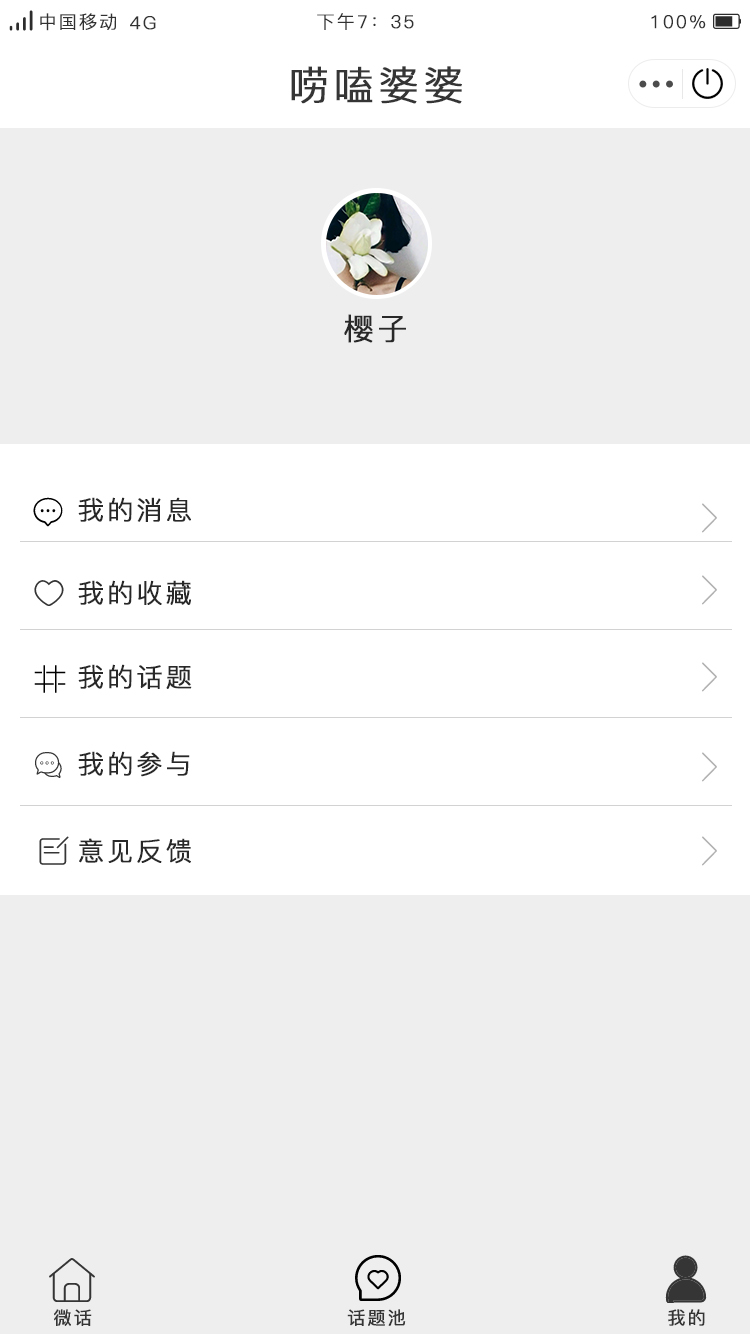 中国移动 4G 下午7：35 100%
唠嗑婆婆
樱子
我的消息
我的收藏
我的话题
我的参与
意见反馈
微话 话题池 我的